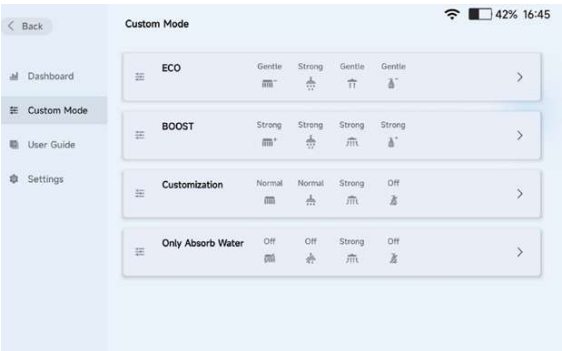 < Back
Custom Mode
42% 16:45
Dashboard
Custom Mode
User Guide
Settings
ECO
Gentle Strong Gentle Gentle
BOOST
Strong Strong Strong Strong
Customization
Normal Normal Strong Off
Only Absorb Water
Off Off Strong Off